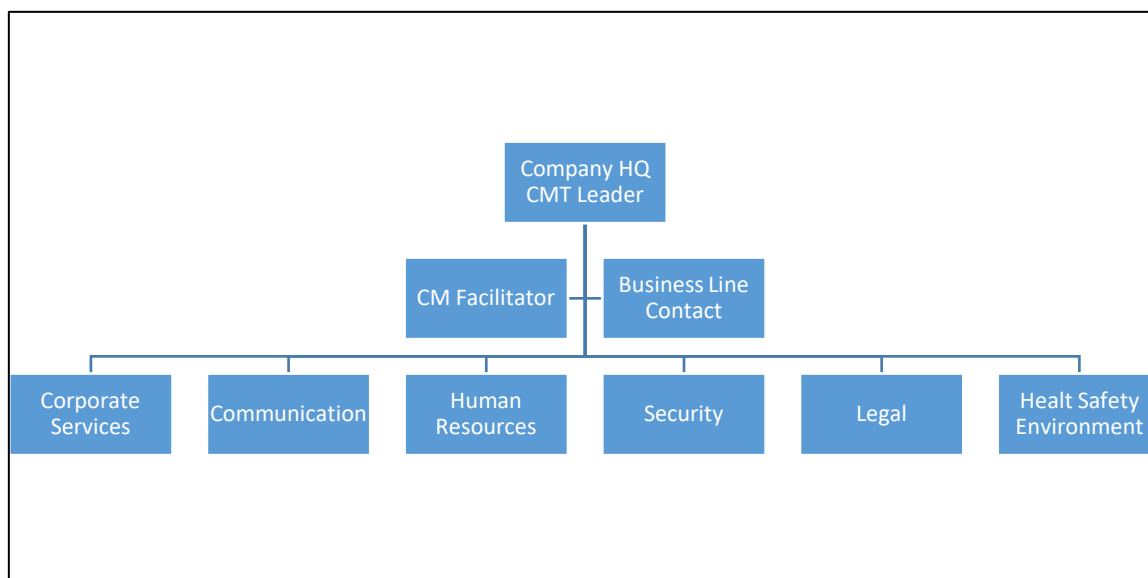 Company HQ
CMT Leader
CM Facilitator
Business Line
Contact
Corporate
Services
Communication
Human
Resources
Security
Legal
Healt Safety
Environment